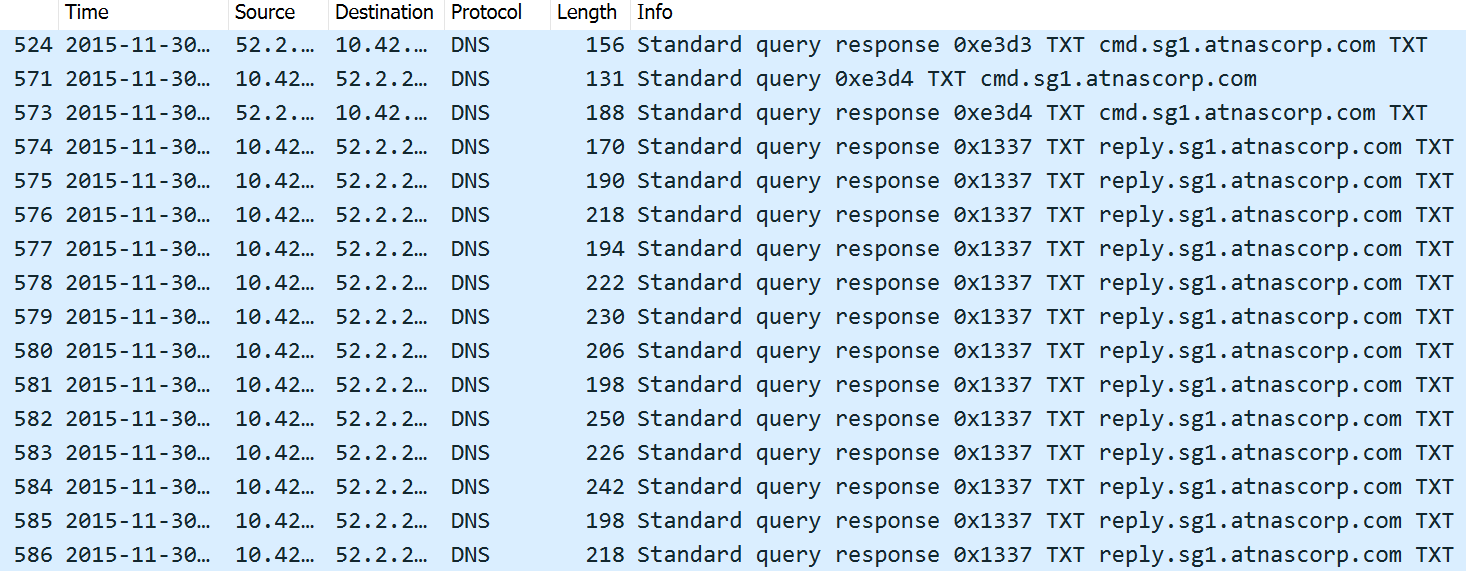 Time Source Destination Protocol Length Info
524 2015-11-30… 52.2.… 10.42.… DNS 156 Standard query response 0xe3d3 TXT cmd.sg1.atnascorp.com TXT
571 2015-11-30… 10.42… 52.2.2… DNS 131 Standard query 0xe3d4 TXT cmd.sg1.atnascorp.com
573 2015-11-30… 52.2.… 10.42.… DNS 188 Standard query response 0xe3d4 TXT cmd.sg1.atnascorp.com TXT
574 2015-11-30… 10.42… 52.2.2… DNS 170 Standard query response 0x1337 TXT reply.sg1.atnascorp.com TXT
575 2015-11-30… 10.42… 52.2.2… DNS 190 Standard query response 0x1337 TXT reply.sg1.atnascorp.com TXT
576 2015-11-30… 10.42… 52.2.2… DNS 218 Standard query response 0x1337 TXT reply.sg1.atnascorp.com TXT
577 2015-11-30… 10.42… 52.2.2… DNS 194 Standard query response 0x1337 TXT reply.sg1.atnascorp.com TXT
578 2015-11-30… 10.42… 52.2.2… DNS 222 Standard query response 0x1337 TXT reply.sg1.atnascorp.com TXT
579 2015-11-30… 10.42… 52.2.2… DNS 230 Standard query response 0x1337 TXT reply.sg1.atnascorp.com TXT
580 2015-11-30… 10.42… 52.2.2… DNS 206 Standard query response 0x1337 TXT reply.sg1.atnascorp.com TXT
581 2015-11-30… 10.42… 52.2.2… DNS 198 Standard query response 0x1337 TXT reply.sg1.atnascorp.com TXT
582 2015-11-30… 10.42… 52.2.2… DNS 250 Standard query response 0x1337 TXT reply.sg1.atnascorp.com TXT
583 2015-11-30… 10.42… 52.2.2… DNS 226 Standard query response 0x1337 TXT reply.sg1.atnascorp.com TXT
584 2015-11-30… 10.42… 52.2.2… DNS 242 Standard query response 0x1337 TXT reply.sg1.atnascorp.com TXT
585 2015-11-30… 10.42… 52.2.2… DNS 198 Standard query response 0x1337 TXT reply.sg1.atnascorp.com TXT
586 2015-11-30… 10.42… 52.2.2… DNS 218 Standard query response 0x1337 TXT reply.sg1.atnascorp.com TXT